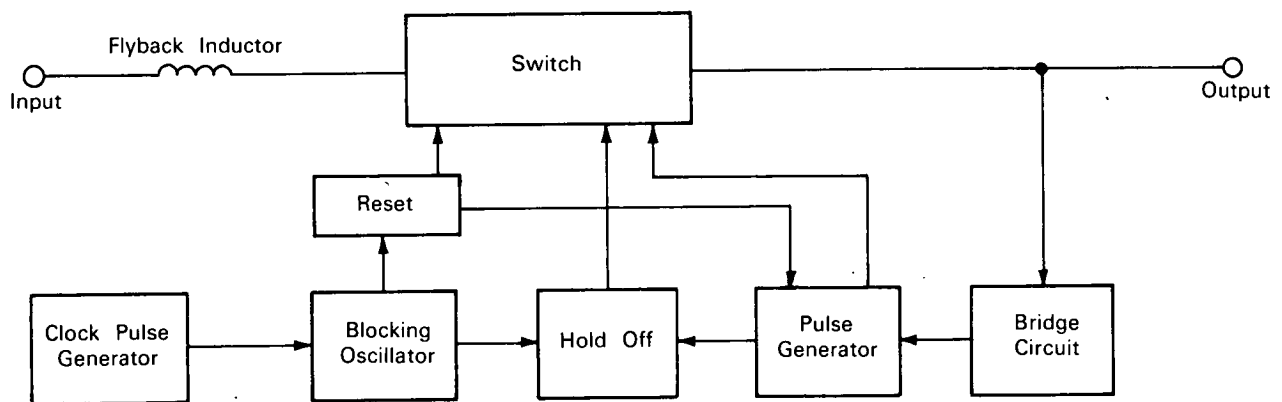 Flyback Inductor
Switch
Input
Output
Reset
Clock Pulse
Generator
Blocking
Oscillator
Hold Off
Pulse
Generator
Bridge
Circuit